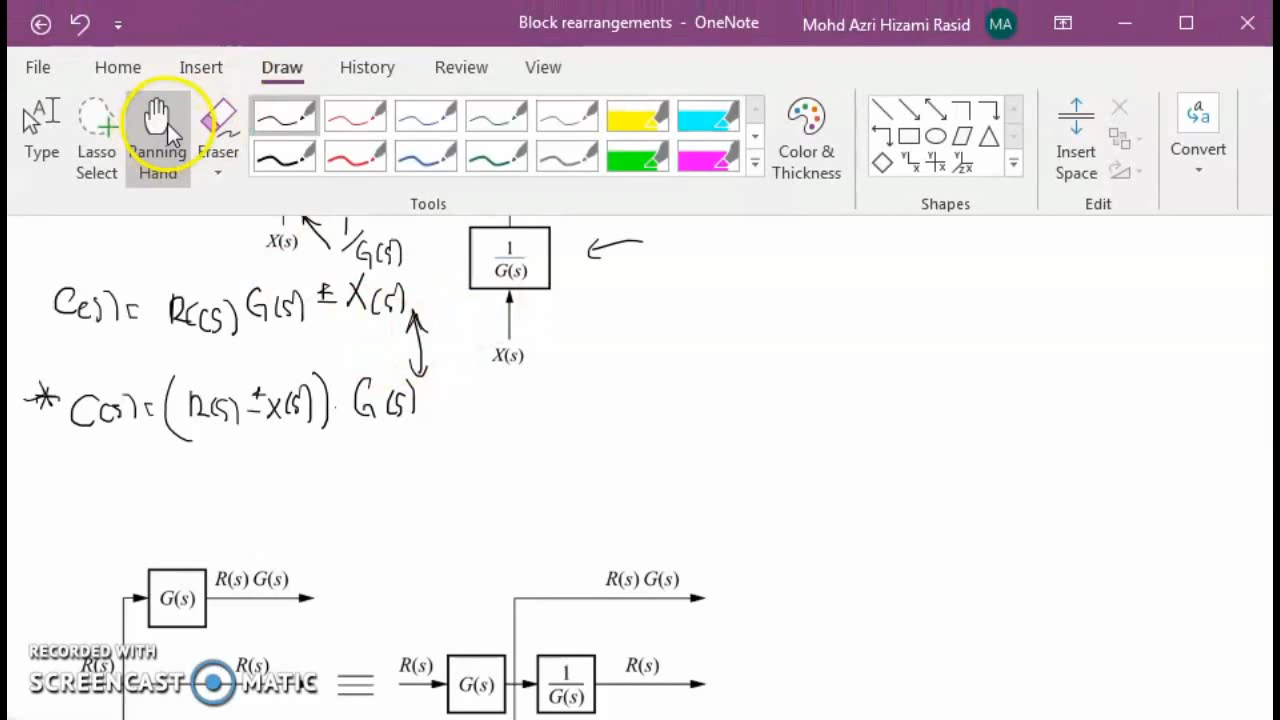 Block rearrangements - OneNote
Mohd Azri Hizami Rasid
MA
File Home Insert Draw History Review View
Type
Lasso Select
Panning Hand
Eraser
Color & Thickness
Insert Space
Convert
Tools
Shapes
Edit
X(s)
1/G(s)
1
G(s)
C(s) = R(s) G(s) ± X(s)
X(s)
* C(s) = (R(s) ± X(s)) . G(s)
G(s)
R(s) G(s)
R(s) G(s)
R(s)
R(s)
R(s)
G(s)
1
G(s)
R(s)
RECORDED WITH
SCREENCAST MATIC